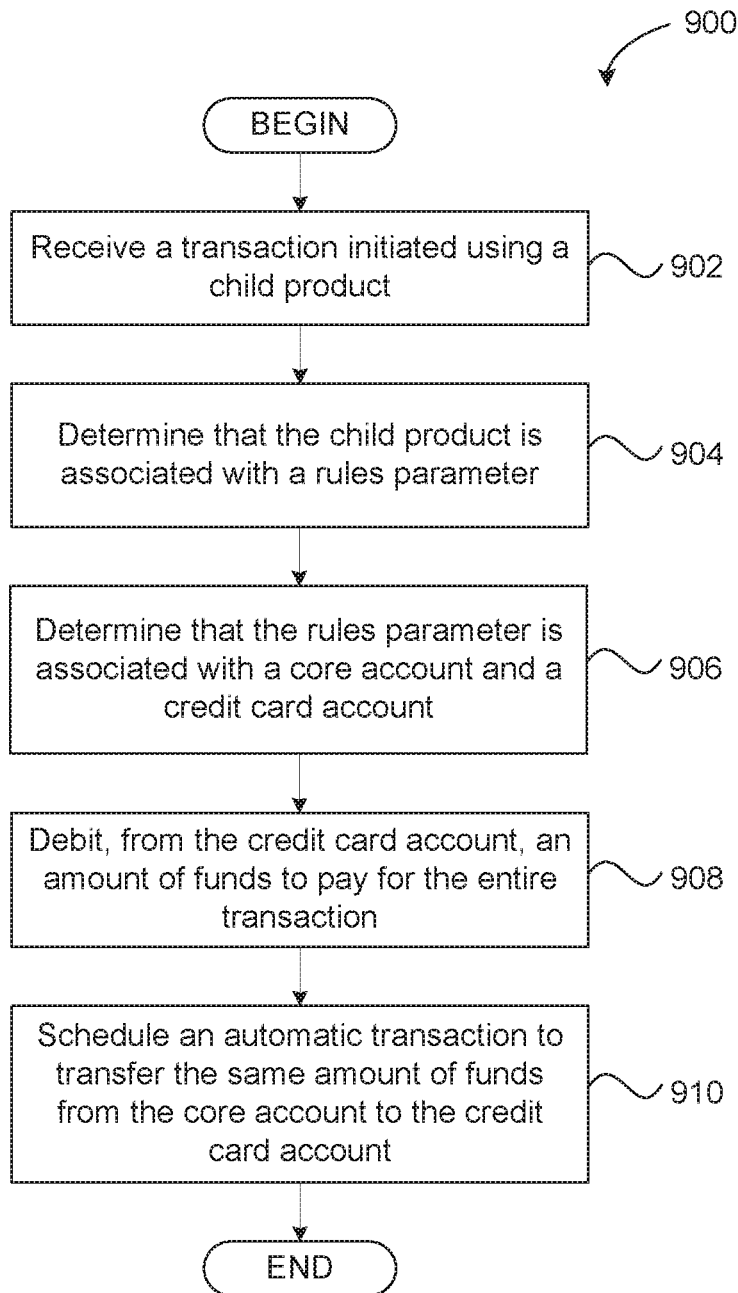 900
BEGIN
Receive a transaction initiated using a
child product
902
Determine that the child product is
associated with a rules parameter
904
Determine that the rules parameter is
associated with a core account and a
credit card account
906
Debit, from the credit card account, an
amount of funds to pay for the entire
transaction
908
Schedule an automatic transaction to
transfer the same amount of funds
from the core account to the credit
card account
910
END